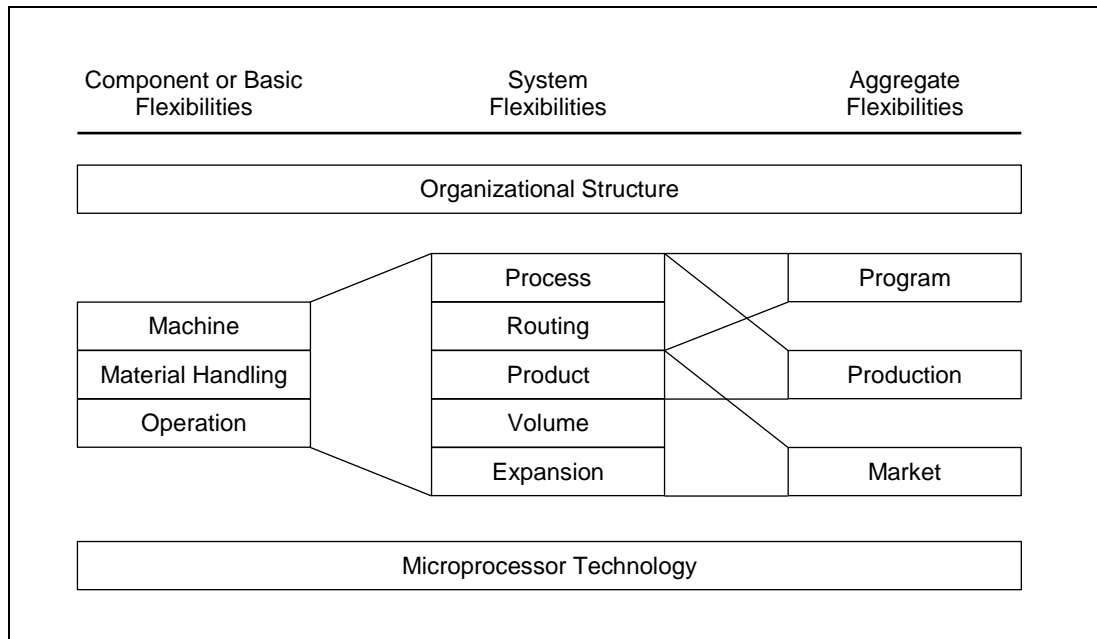 Component or Basic
Flexibilities
System
Flexibilities
Aggregate
Flexibilities
Organizational Structure
Machine
Material Handling
Operation
Process
Routing
Product
Volume
Expansion
Program
Production
Market
Microprocessor Technology